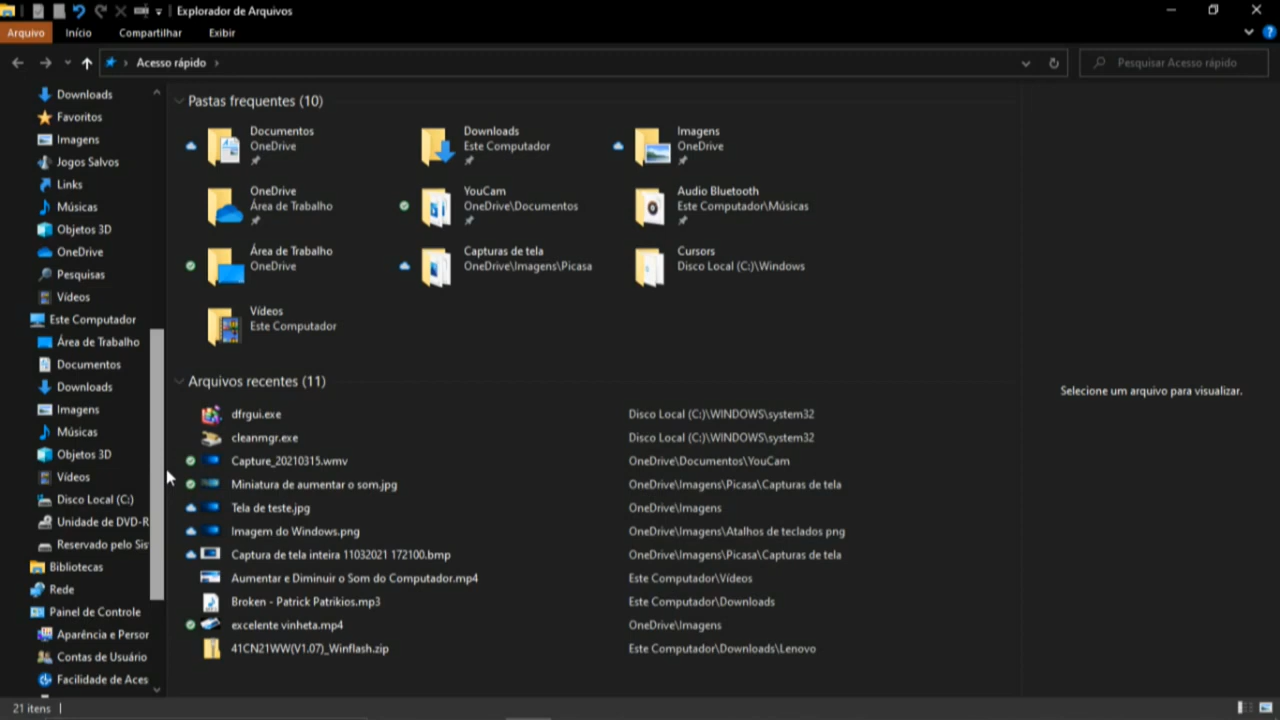 Explorador de Arquivos
Arquivo Início Compartilhar Exibir
Acesso rápido
Pesquisar Acesso rápido
Downloads
Favoritos
Imagens
Jogos Salvos
Links
Músicas
Objetos 3D
OneDrive
Pesquisas
Vídeos
Este Computador
Área de Trabalho
Documentos
Downloads
Imagens
Músicas
Objetos 3D
Vídeos
Disco Local (C:)
Unidade de DVD-R
Reservado pelo Sis
Bibliotecas
Rede
Painel de Controle
Aparência e Person
Contas de Usuário
Facilidade de Aces
Pastas frequentes (10)
Documentos
OneDrive
Downloads
Este Computador
Imagens
OneDrive
OneDrive
Área de Trabalho
YouCam
OneDrive\Documentos
Audio Bluetooth
Este Computador\Músicas
Área de Trabalho
OneDrive
Capturas de tela
OneDrive\Imagens\Picasa
Cursors
Disco Local (C:)\Windows
Vídeos
Este Computador
Arquivos recentes (11)
dfrgui.exe Disco Local (C:)\WINDOWS\system32
cleanmgr.exe Disco Local (C:)\WINDOWS\system32
Capture_20210315.wmv OneDrive\Documentos\YouCam
Miniatura de aumentar o som.jpg OneDrive\Imagens\Picasa\Capturas de tela
Tela de teste.jpg OneDrive\Imagens
Imagem do Windows.png OneDrive\Imagens\Atalhos de teclados png
Captura de tela inteira 11032021 172100.bmp OneDrive\Imagens\Picasa\Capturas de tela
Aumentar e Diminuir o Som do Computador.mp4 Este Computador\Vídeos
Broken - Patrick Patrikios.mp3 Este Computador\Downloads
excelente vinheta.mp4 OneDrive\Imagens
41CN21WW(V1.07)_Winflash.zip Este Computador\Downloads\Lenovo
Selecione um arquivo para visualizar.
21 itens